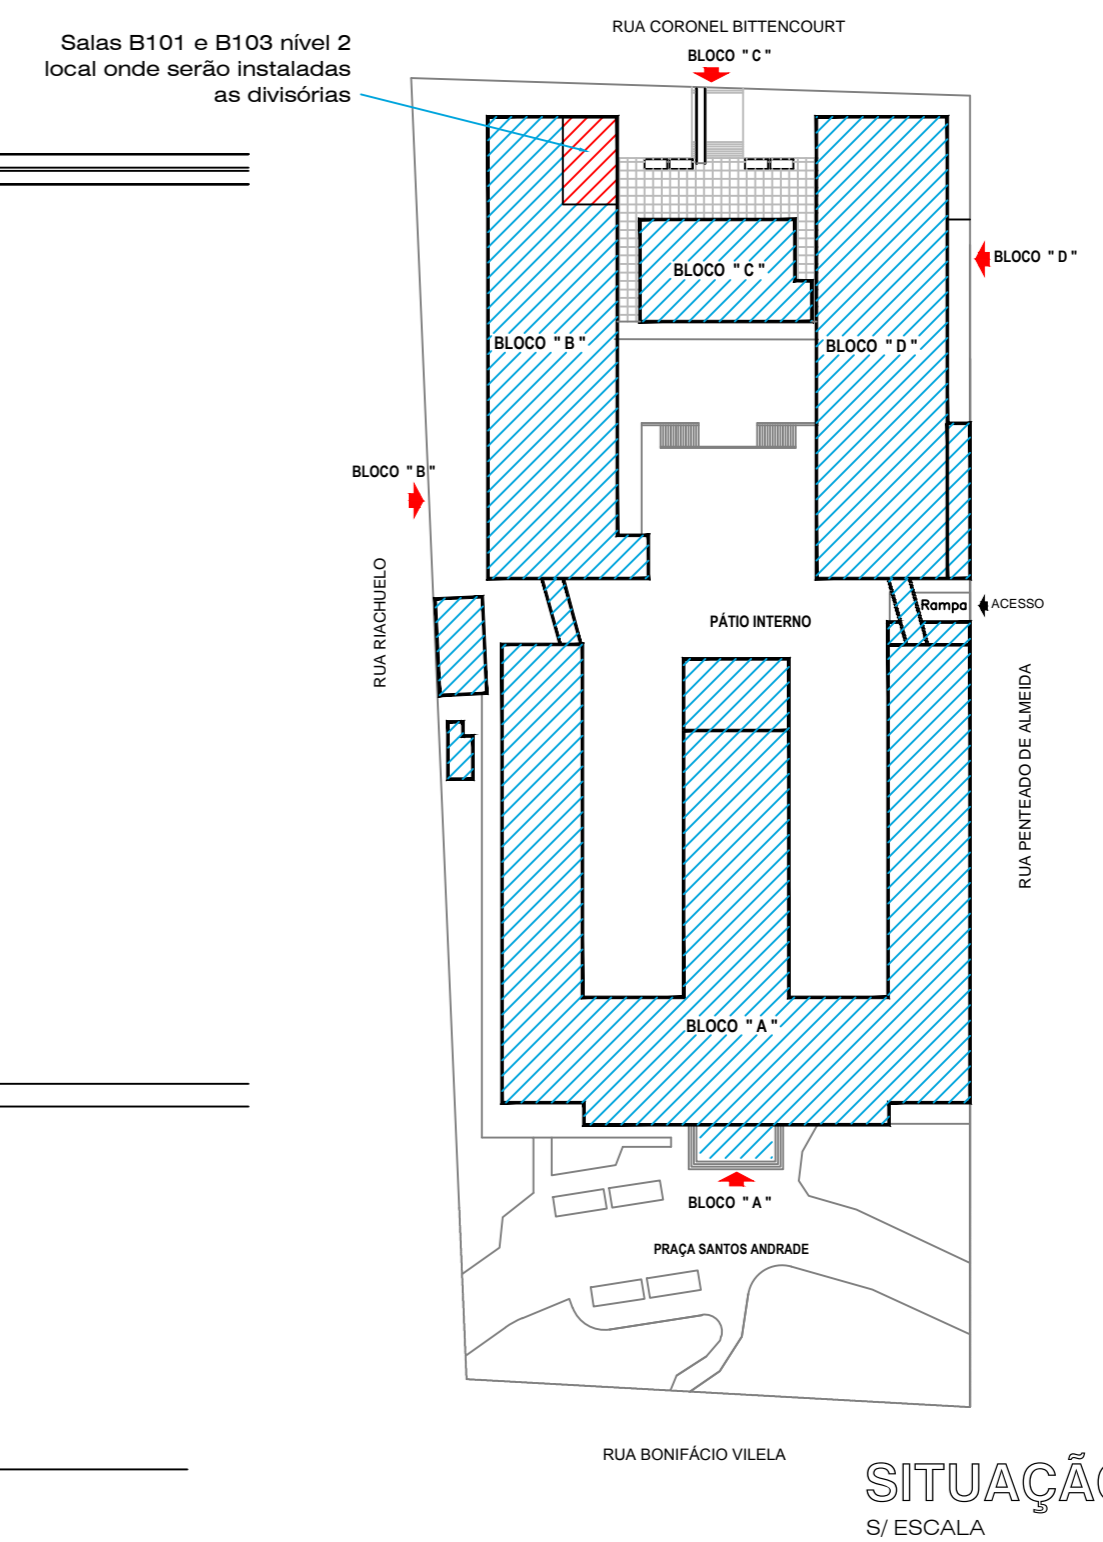 RUA CORONEL BITTENCOURT
Salas B101 e B103 nível 2
local onde serão instaladas
as divisórias
BLOCO "C"
BLOCO "D"
BLOCO "C"
BLOCO "B"
BLOCO "D"
BLOCO "B"
RUA RIACHUELO
Rampa
ACESSO
PÁTIO INTERNO
RUA PENTEADO DE ALMEIDA
BLOCO "A"
BLOCO "A"
PRAÇA SANTOS ANDRADE
RUA BONIFÁCIO VILELA
SITUAÇÃO
S/ ESCALA